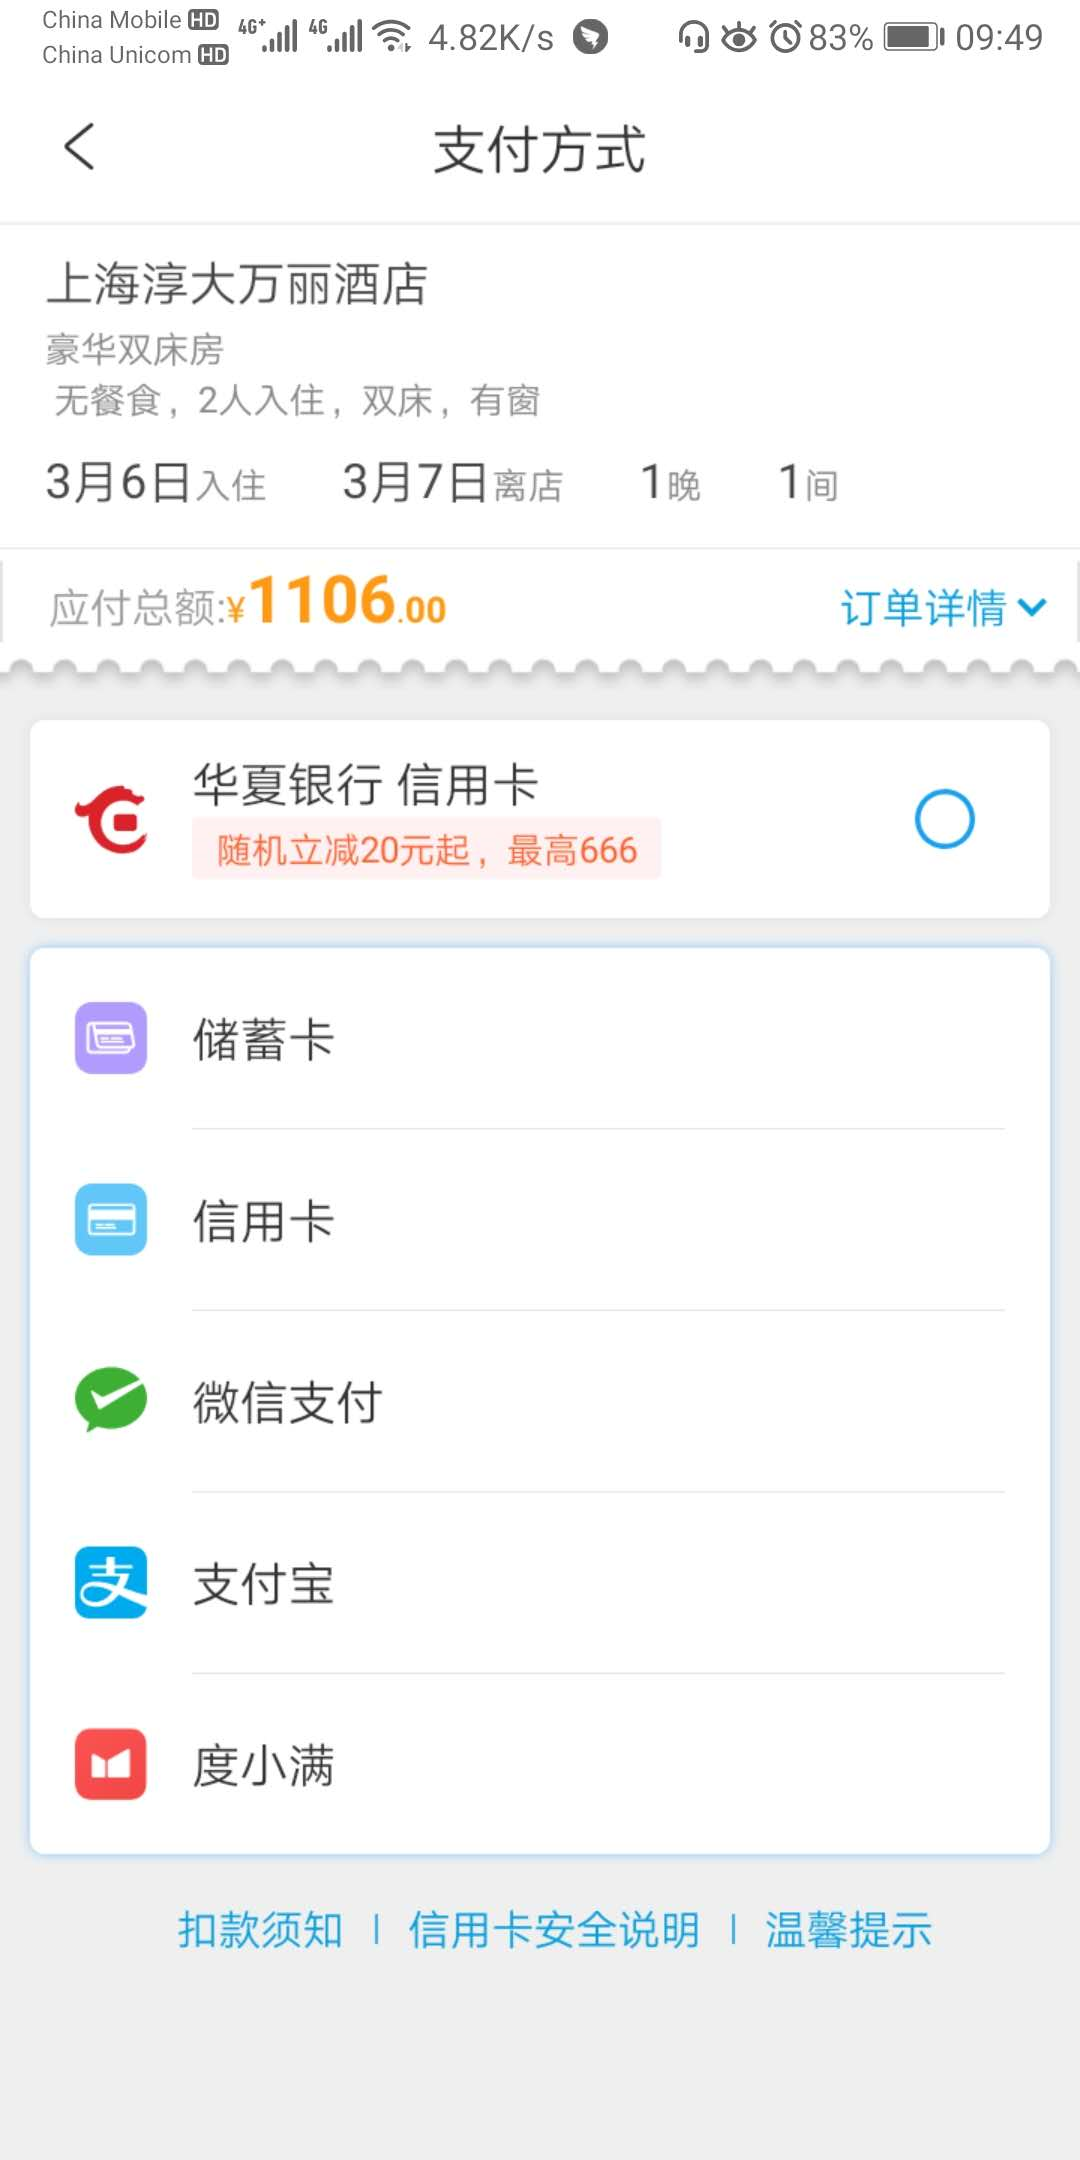 China Mobile HD
China Unicom HD
4G+ 4G 4.82K/s 83% 09:49
支付方式
上海淳大万丽酒店
豪华双床房
无餐食，2人入住，双床，有窗
3月6日入住 3月7日离店 1晚 1间
应付总额:¥1106.00 订单详情
华夏银行 信用卡
随机立减20元起，最高666
储蓄卡
信用卡
微信支付
支 支付宝
度小满
扣款须知 | 信用卡安全说明 | 温馨提示